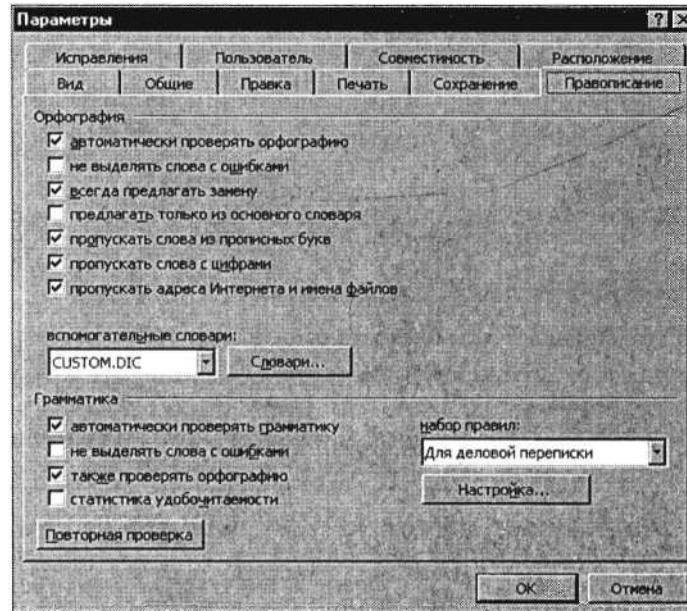 Параметры
Исправления Пользователь Совместимость Расположение
Вид Общие Правка Печать Сохранение Правописание
Орфография
автоматически проверять орфографию
не выделять слова с ошибками
всегда предлагать замену
предлагать только из основного словаря
пропускать слова из прописных букв
пропускать слова с цифрами
пропускать адреса Интернета и имена файлов
вспомогательные словари:
CUSTOM.DIC Словари...
Грамматика
автоматически проверять грамматику набор правил:
не выделять слова с ошибками Для деловой переписки
также проверять орфографию
статистика удобочитаемости Настройка...
Повторная проверка
ОК Отмена